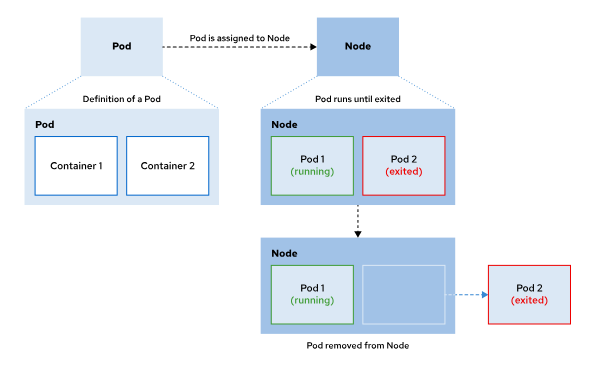 Pod
Pod is assigned to Node
Node
Definition of a Pod
Pod runs until exited
Pod
Container 1
Container 2
Node
Pod 1
(running)
Pod 2
(exited)
Node
Pod 1
(running)
Pod 2
(exited)
Pod removed from Node